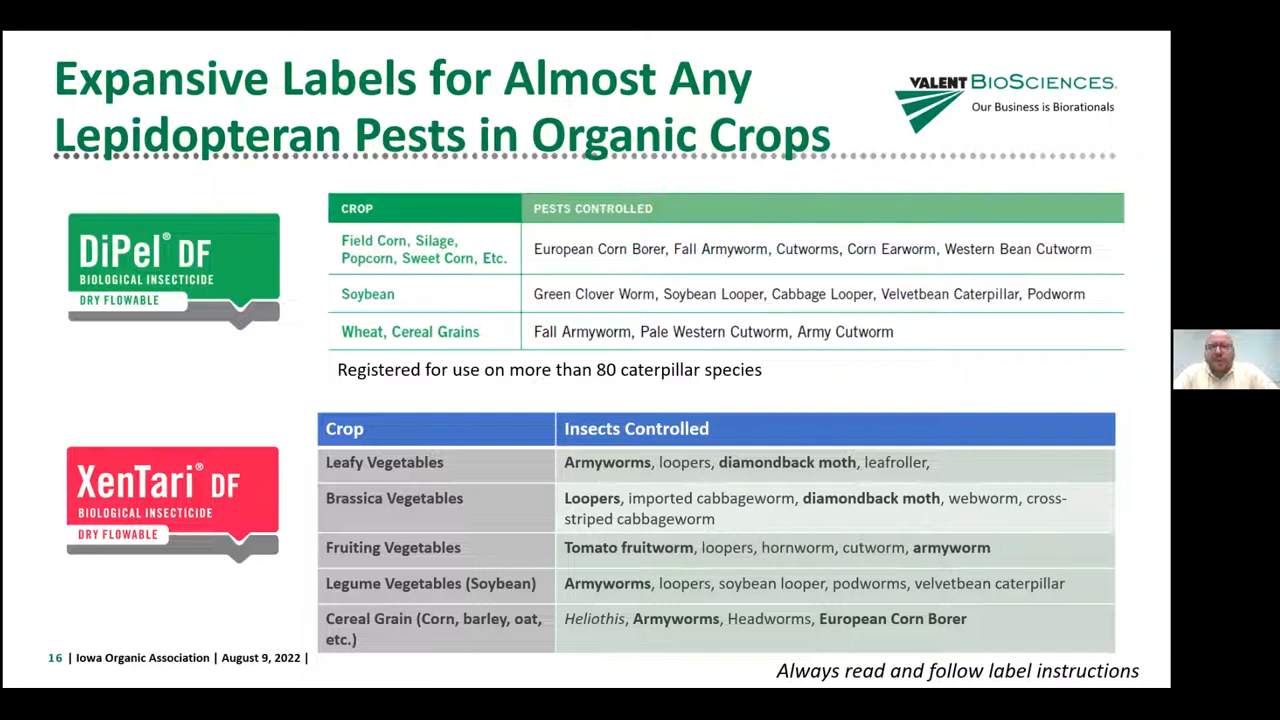 Expansive Labels for Almost Any
Lepidopteran Pests in Organic Crops
VALENT BIOSCIENCES.
Our Business is Biorationals
DiPel® DF
BIOLOGICAL INSECTICIDE
DRY FLOWABLE
CROP PESTS CONTROLLED
Field Corn, Silage,
Popcorn, Sweet Corn, Etc.
European Corn Borer, Fall Armyworm, Cutworms, Corn Earworm, Western Bean Cutworm
Soybean Green Clover Worm, Soybean Looper, Cabbage Looper, Velvetbean Caterpillar, Podworm
Wheat, Cereal Grains Fall Armyworm, Pale Western Cutworm, Army Cutworm
Registered for use on more than 80 caterpillar species
XenTari® DF
BIOLOGICAL INSECTICIDE
DRY FLOWABLE
Crop Insects Controlled
Leafy Vegetables Armyworms, loopers, diamondback moth, leafroller,
Brassica Vegetables Loopers, imported cabbageworm, diamondback moth, webworm, cross-
striped cabbageworm
Fruiting Vegetables Tomato fruitworm, loopers, hornworm, cutworm, armyworm
Legume Vegetables (Soybean) Armyworms, loopers, soybean looper, podworms, velvetbean caterpillar
Cereal Grain (Corn, barley, oat,
etc.)
Heliothis, Armyworms, Headworms, European Corn Borer
16 | Iowa Organic Association | August 9, 2022 |
Always read and follow label instructions